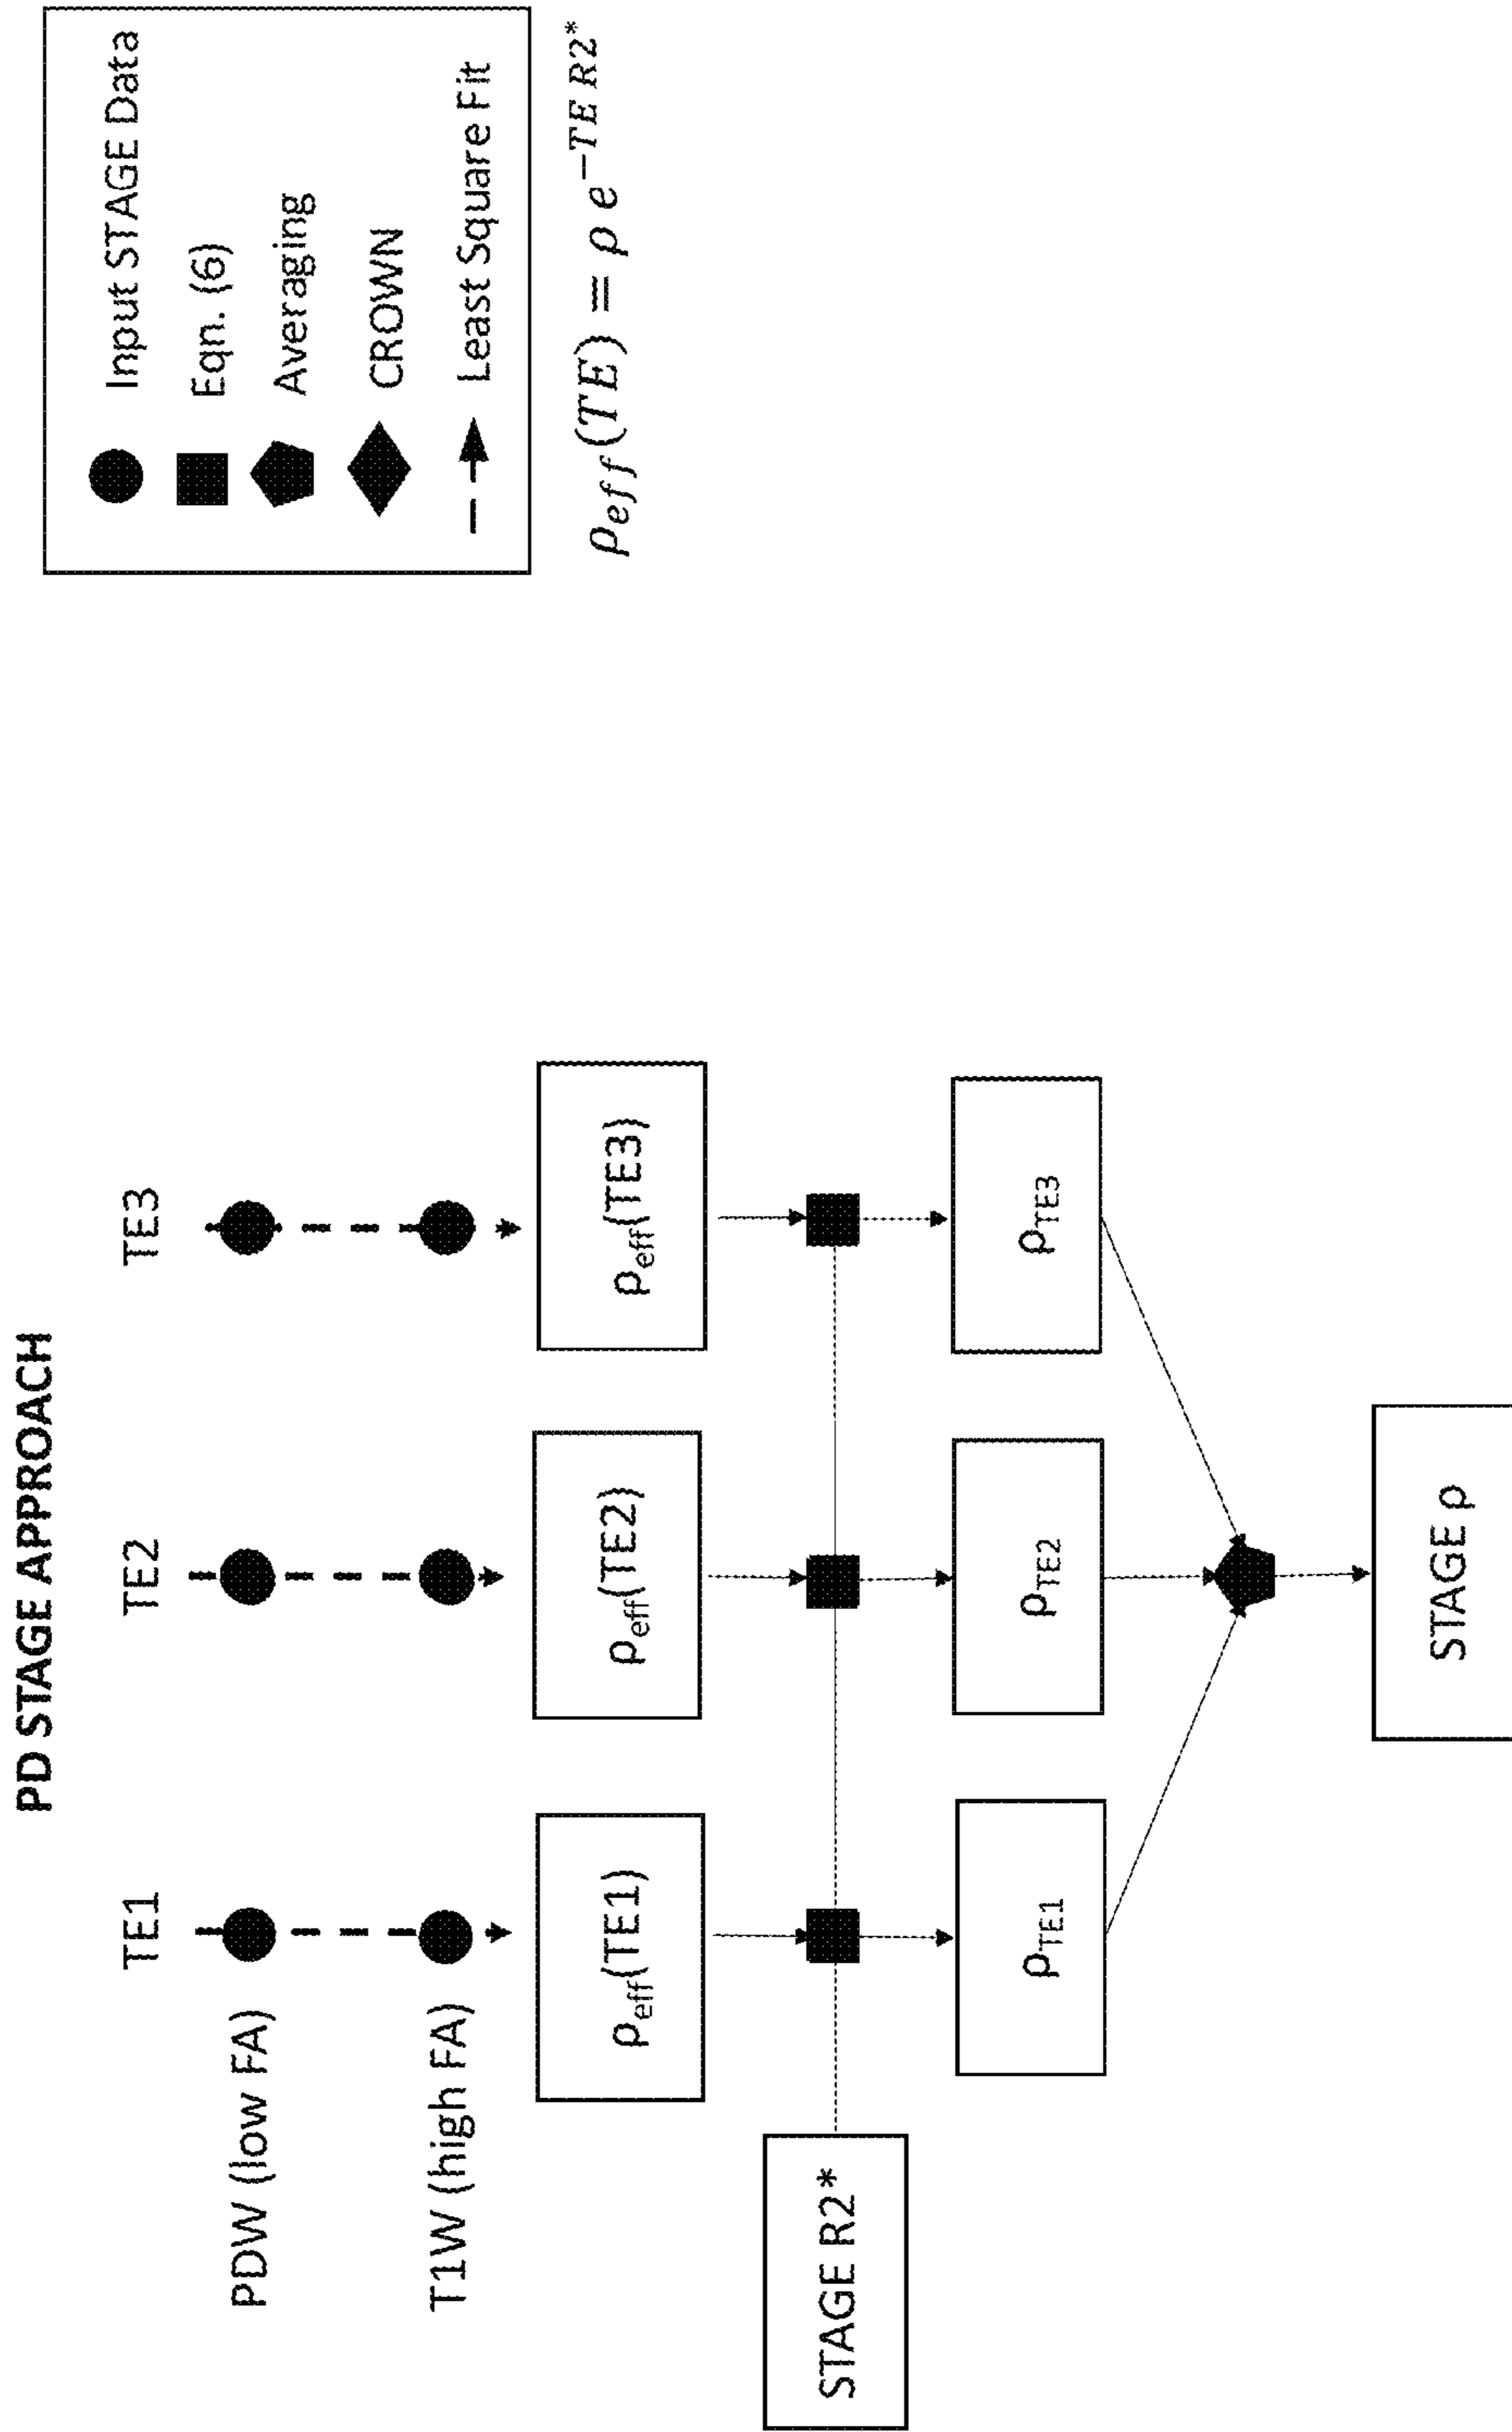 PD STAGE APPROACH
TE1 TE2 TE3
PDW (low FA)
T1W (high FA)
ρeff(TE1) ρeff(TE2) ρeff(TE3)
STAGE R2*
ρTE1 ρTE2 ρTE3
STAGE ρ
Input STAGE Data
Eqn. (6)
Averaging
CROWN
Least Square Fit
ρeff(TE) = ρ e^−TE R2*